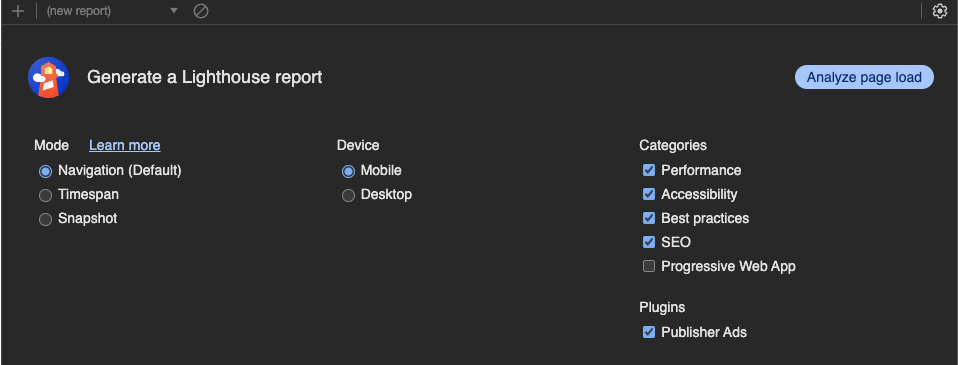 (new report)
Generate a Lighthouse report
Analyze page load
Mode Learn more
Navigation (Default)
Timespan
Snapshot
Device
Mobile
Desktop
Categories
Performance
Accessibility
Best practices
SEO
Progressive Web App
Plugins
Publisher Ads